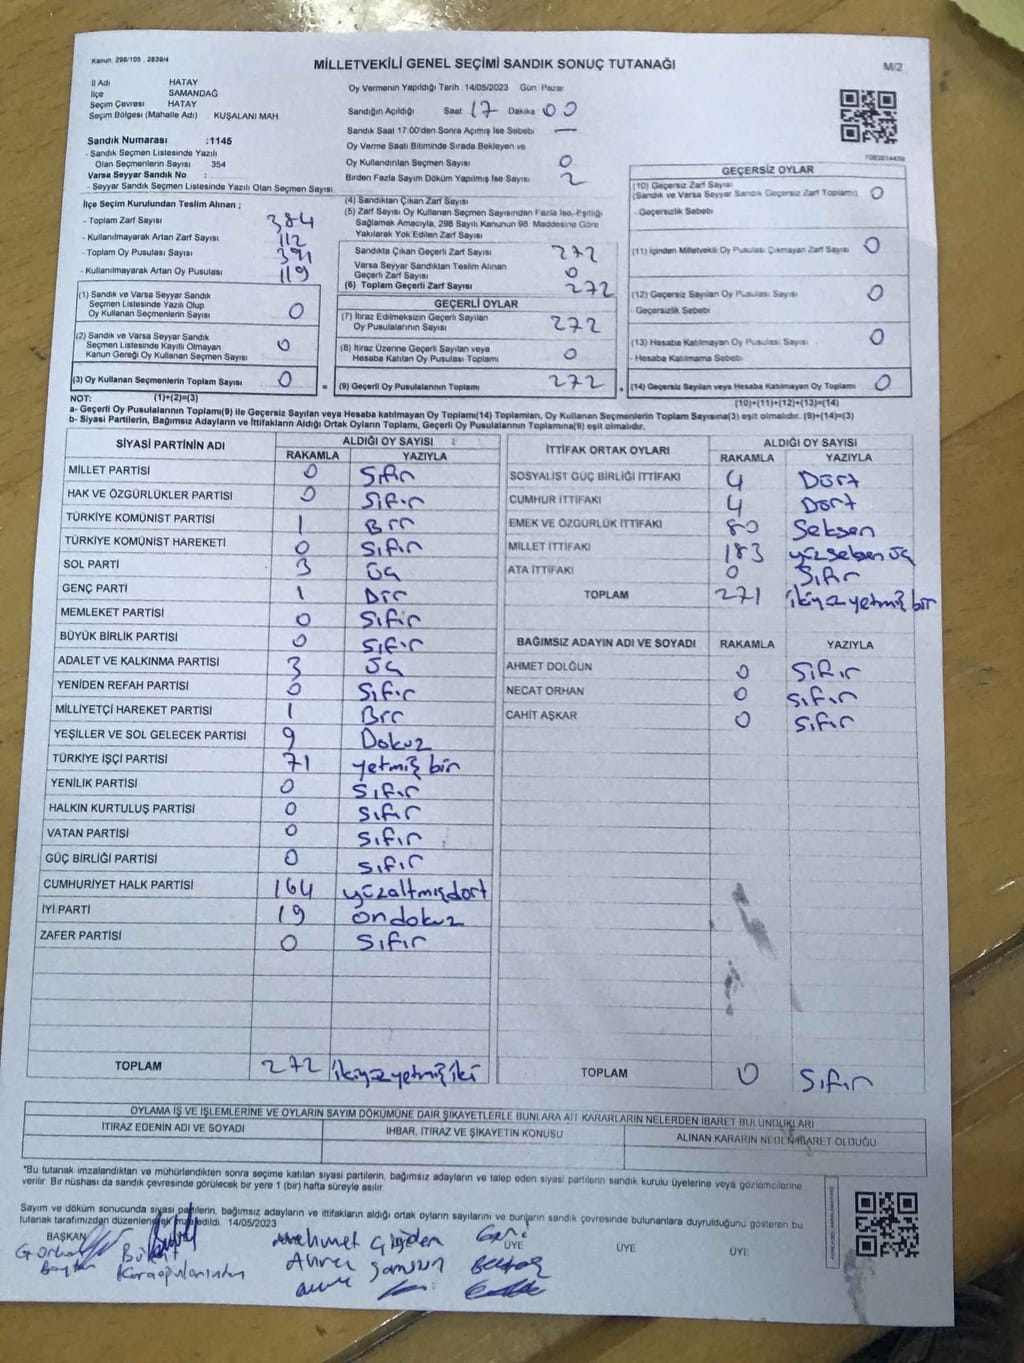 Kanun: 298/105 , 2839/4
MİLLETVEKİLİ GENEL SEÇİMİ SANDIK SONUÇ TUTANAĞI
M/2
İl Adı HATAY
İlçe SAMANDAĞ
Seçim Çevresi HATAY
Seçim Bölgesi (Mahalle Adı) KUŞALANI MAH.
Sandık Numarası :1145
- Sandık Seçmen Listesinde Yazılı
Olan Seçmenlerin Sayısı 354
Varsa Seyyar Sandık No :
- Seyyar Sandık Seçmen Listesinde Yazılı Olan Seçmen Sayısı
Oy Vermenin Yapıldığı Tarih: 14/05/2023 Gün Pazar
Sandığın Açıldığı Saat 17 Dakika 00
Sandık Saat 17:00'den Sonra Açımış İse Sebebi —
Oy Verme Saati Bitiminde Sırada Bekleyen ve
Oy Kullandırılan Seçmen Sayısı 0
Birden Fazla Sayım Döküm Yapılmış İse Sayısı 2
İlçe Seçim Kurulundan Teslim Alınan ;
- Toplam Zarf Sayısı 384
- Kullanılmayarak Artan Zarf Sayısı 112
- Toplam Oy Pusulası Sayısı 391
- Kullanılmayarak Artan Oy Pusulası 119
(1) Sandık ve Varsa Seyyar Sandık
Seçmen Listesinde Yazılı Olup
Oy Kullanan Seçmenlerin Sayısı 0
(2) Sandık ve Varsa Seyyar Sandık
Seçmen Listesinde Kayıtlı Olmayan
Kanun Gereği Oy Kullanan Seçmen Sayısı 0
(3) Oy Kullanan Seçmenlerin Toplam Sayısı 0 =
(4) Sandıktan Çıkan Zarf Sayısı
(5) Zarf Sayısı Oy Kullanan Seçmen Sayısından Fazla İse, Eşitliği
Sağlamak Amacıyla, 298 Sayılı Kanunun 98. Maddesine Göre
Yakılarak Yok Edilen Zarf Sayısı
Sandıkta Çıkan Geçerli Zarf Sayısı 272
Varsa Seyyar Sandıktan Teslim Alınan
Geçerli Zarf Sayısı 0
(6) Toplam Geçerli Zarf Sayısı 272
GEÇERLİ OYLAR
(7) İtiraz Edilmeksizin Geçerli Sayılan
Oy Pusulalarının Sayısı 272
(8) İtiraz Üzerine Geçerli Sayılan veya
Hesaba Katılan Oy Pusulası Toplamı 0
(9) Geçerli Oy Pusulalarının Toplamı 272 +
GEÇERSİZ OYLAR
(10) Geçersiz Zarf Sayısı
(Sandık ve Varsa Seyyar Sandık Geçersiz Zarf Toplamı) 0
- Geçersizlik Sebebi
(11) İçinden Milletvekili Oy Pusulası Çıkmayan Zarf Sayısı 0
(12) Geçersiz Sayılan Oy Pusulası Sayısı 0
Geçersizlik Sebebi
(13) Hesaba Katılmayan Oy Pusulası Sayısı 0
- Hesaba Katılmama Sebebi
(14) Geçersiz Sayılan veya Hesaba Katılmayan Oy Toplamı 0
NOT: (1)+(2)=(3)
(10)+(11)+(12)+(13)=(14)
a- Geçerli Oy Pusulalarının Toplamı(9) ile Geçersiz Sayılan veya Hesaba katılmayan Oy Toplamı(14) Toplamları, Oy Kullanan Seçmenlerin Toplam Sayısına(3) eşit olmalıdır. (9)+(14)=(3)
b- Siyasi Partilerin, Bağımsız Adayların ve İttifakların Aldığı Ortak Oyların Toplamı, Geçerli Oy Pusulalarının Toplamına(9) eşit olmalıdır.
SİYASİ PARTİNİN ADI ALDIĞI OY SAYISI
RAKAMLA YAZIYLA
MİLLET PARTİSİ 0 Sıfır
HAK VE ÖZGÜRLÜKLER PARTİSİ 0 Sıfır
TÜRKİYE KOMÜNİST PARTİSİ 1 Bir
TÜRKİYE KOMÜNİST HAREKETİ 0 Sıfır
SOL PARTİ 3 Üç
GENÇ PARTİ 1 Bir
MEMLEKET PARTİSİ 0 Sıfır
BÜYÜK BİRLİK PARTİSİ 0 Sıfır
ADALET VE KALKINMA PARTİSİ 3 Üç
YENİDEN REFAH PARTİSİ 0 Sıfır
MİLLİYETÇİ HAREKET PARTİSİ 1 Bir
YEŞİLLER VE SOL GELECEK PARTİSİ 9 Dokuz
TÜRKİYE İŞÇİ PARTİSİ 71 yetmiş bir
YENİLİK PARTİSİ 0 Sıfır
HALKIN KURTULUŞ PARTİSİ 0 Sıfır
VATAN PARTİSİ 0 Sıfır
GÜÇ BİRLİĞİ PARTİSİ 0 Sıfır
CUMHURİYET HALK PARTİSİ 164 yüzaltmışdört
İYİ PARTİ 19 ondokuz
ZAFER PARTİSİ 0 Sıfır
TOPLAM 272 ikiyüzyetmiş iki
İTTİFAK ORTAK OYLARI ALDIĞI OY SAYISI
RAKAMLA YAZIYLA
SOSYALİST GÜÇ BİRLİĞİ İTTİFAKI 4 Dört
CUMHUR İTTİFAKI 4 Dört
EMEK VE ÖZGÜRLÜK İTTİFAKI 80 Seksen
MİLLET İTTİFAKI 183 yüzseksen üç
ATA İTTİFAKI 0 Sıfır
TOPLAM 271 ikiyüzyetmiş bir
BAĞIMSIZ ADAYIN ADI VE SOYADI RAKAMLA YAZIYLA
AHMET DOLĞUN 0 Sıfır
NECAT ORHAN 0 Sıfır
CAHİT AŞKAR 0 Sıfır
TOPLAM 0 Sıfır
OYLAMA İŞ VE İŞLEMLERİNE VE OYLARIN SAYIM DÖKÜMÜNE DAİR ŞİKAYETLERLE BUNLARA AİT KARARLARIN NELERDEN İBARET BULUNDUKLARI
İTİRAZ EDENİN ADI VE SOYADI İHBAR, İTİRAZ VE ŞİKAYETİN KONUSU ALINAN KARARIN NEDEN İBARET OLDUĞU
"Bu tutanak imzalandıktan ve mühürlendikten sonra seçime katılan siyasi partilerin, bağımsız adayların ve talep eden siyasi partilerin sandık kurulu üyelerine veya gözlemcilerine
verilir. Bir nüshası da sandık çevresinde görülecek bir yere 1 (bir) hafta süreyle asılır.
Sayım ve döküm sonucunda siyasi partilerin, bağımsız adayların ve ittifakların aldığı ortak oyların sayılarını ve bunların sandık çevresinde bulunanlara duyrulduğunu gösteren bu
tutanak tarafımızdan düzenlenerek imza edildi. 14/05/2023
BAŞKAN
ÜYE ÜYE ÜYE
Mehmet